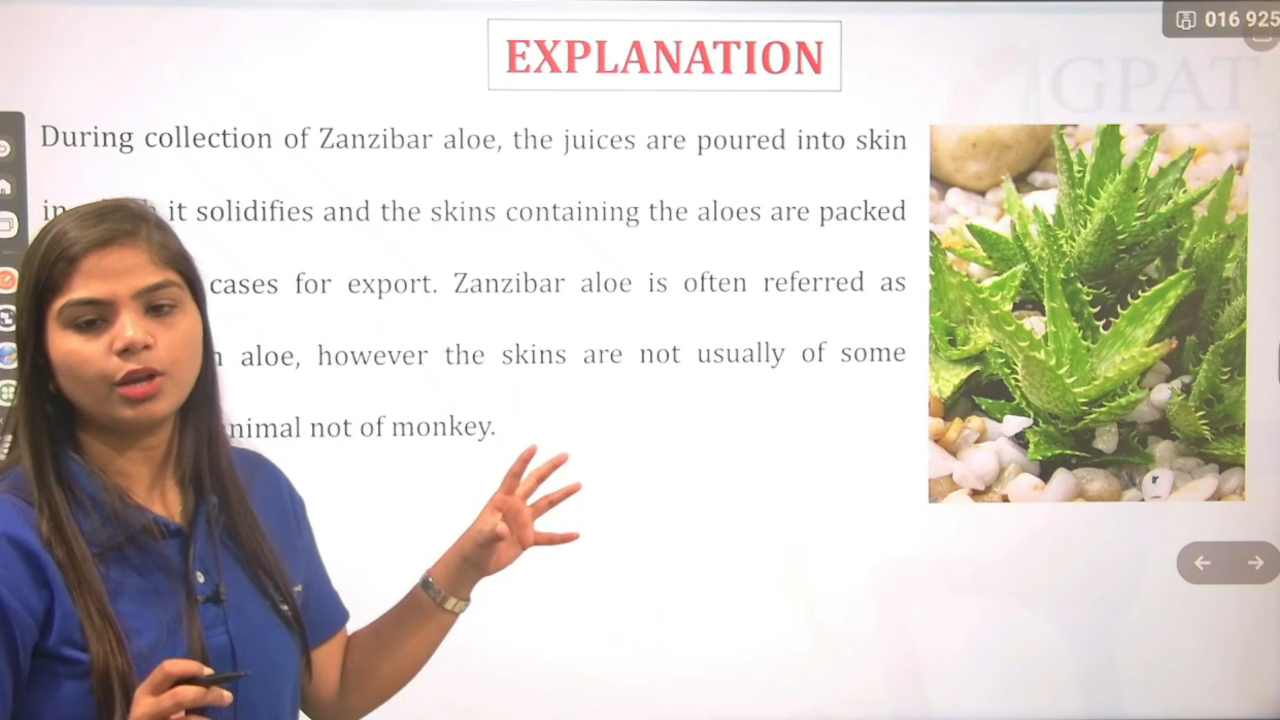 016 925
EXPLANATION
GPAT
During collection of Zanzibar aloe, the juices are poured into skin
it solidifies and the skins containing the aloes are packed
cases for export. Zanzibar aloe is often referred as
aloe, however the skins are not usually of some
not of monkey.